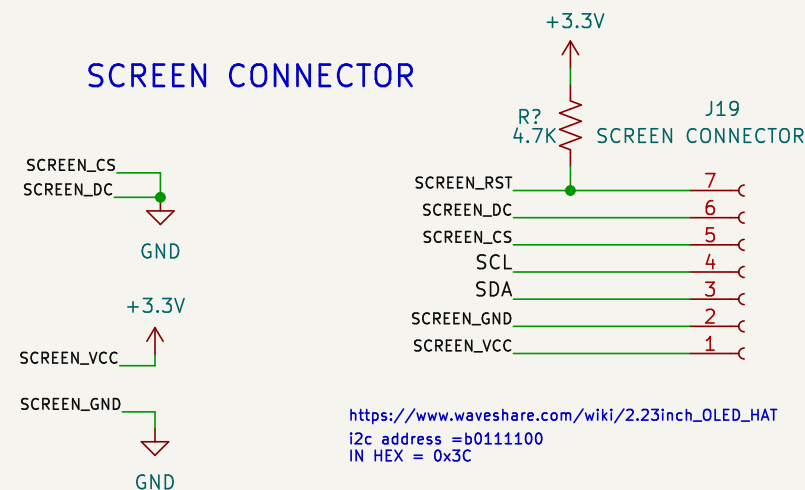 +3.3V
SCREEN CONNECTOR
R?
4.7K
J19
SCREEN CONNECTOR
SCREEN_CS
SCREEN_DC
GND
+3.3V
SCREEN_VCC
SCREEN_GND
GND
SCREEN_RST 7
SCREEN_DC 6
SCREEN_CS 5
SCL 4
SDA 3
SCREEN_GND 2
SCREEN_VCC 1
https://www.waveshare.com/wiki/2.23inch_OLED_HAT
i2c address =b0111100
IN HEX = 0x3C